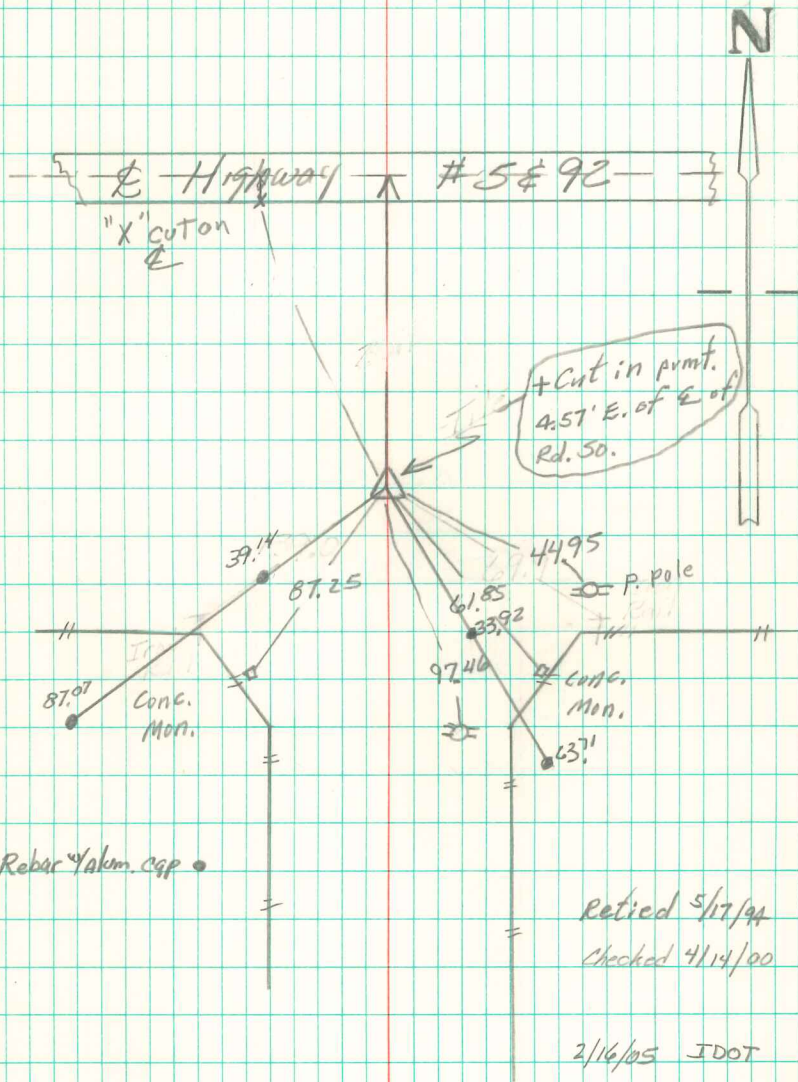 N
℄ Highway #5 & 92
"X" cut on
℄
+ Cut in pvmt.
4.57' E. of ℄ of
Rd. So.
39.14
87.25
44.95
P. pole
61.85
33.92
97.46
87.07
Conc.
Mon.
Conc.
Mon.
63.71
Rebar w/Alum. cap
Retied 5/17/94
Checked 4/14/00
2/16/05 IDOT